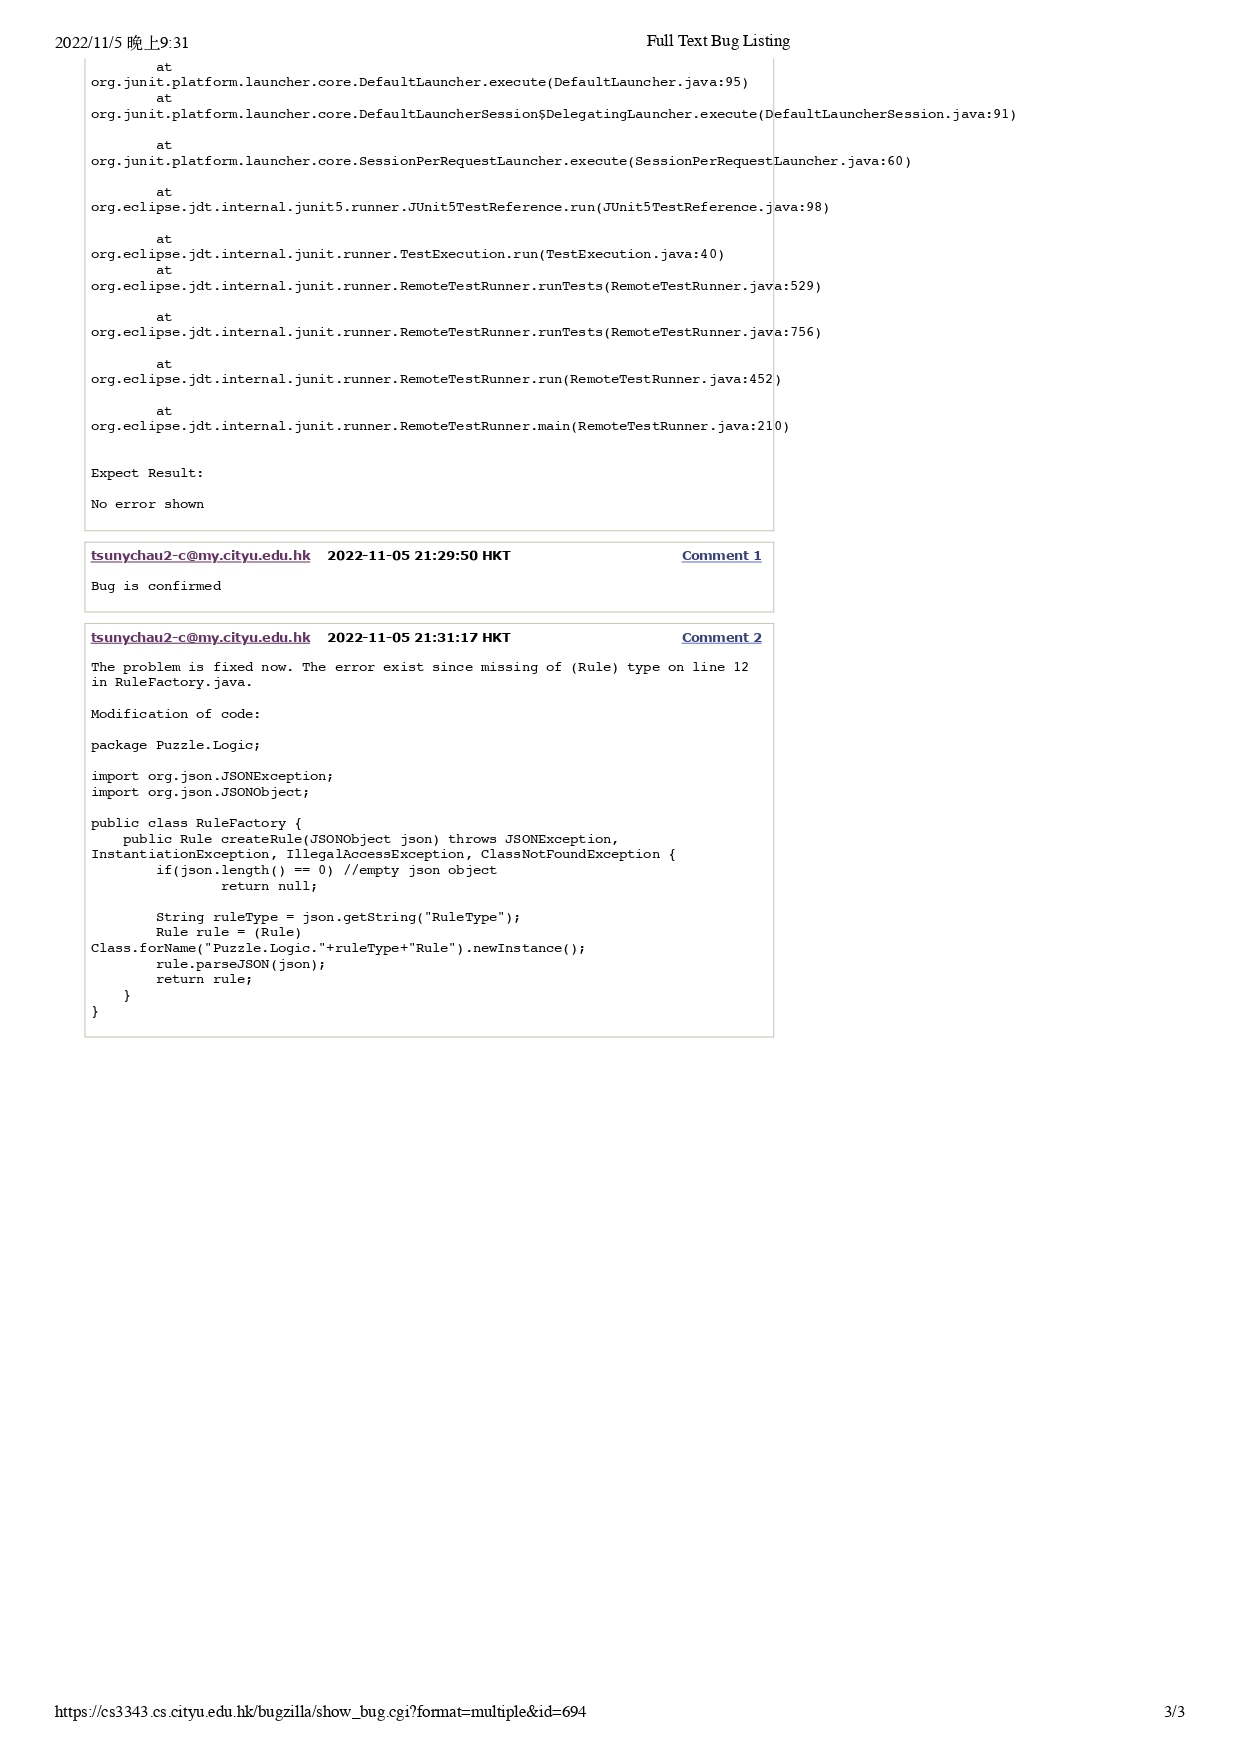 2022/11/5 晚上9:31
Full Text Bug Listing
at
org.junit.platform.launcher.core.DefaultLauncher.execute(DefaultLauncher.java:95)
at
org.junit.platform.launcher.core.DefaultLauncherSession$DelegatingLauncher.execute(DefaultLauncherSession.java:91)
at
org.junit.platform.launcher.core.SessionPerRequestLauncher.execute(SessionPerRequestLauncher.java:60)
at
org.eclipse.jdt.internal.junit5.runner.JUnit5TestReference.run(JUnit5TestReference.java:98)
at
org.eclipse.jdt.internal.junit.runner.TestExecution.run(TestExecution.java:40)
at
org.eclipse.jdt.internal.junit.runner.RemoteTestRunner.runTests(RemoteTestRunner.java:529)
at
org.eclipse.jdt.internal.junit.runner.RemoteTestRunner.runTests(RemoteTestRunner.java:756)
at
org.eclipse.jdt.internal.junit.runner.RemoteTestRunner.run(RemoteTestRunner.java:452)
at
org.eclipse.jdt.internal.junit.runner.RemoteTestRunner.main(RemoteTestRunner.java:210)
Expect Result:
No error shown
tsunychau2-c@my.cityu.edu.hk 2022-11-05 21:29:50 HKT Comment 1
Bug is confirmed
tsunychau2-c@my.cityu.edu.hk 2022-11-05 21:31:17 HKT Comment 2
The problem is fixed now. The error exist since missing of (Rule) type on line 12
in RuleFactory.java.
Modification of code:
package Puzzle.Logic;
import org.json.JSONException;
import org.json.JSONObject;
public class RuleFactory {
public Rule createRule(JSONObject json) throws JSONException,
InstantiationException, IllegalAccessException, ClassNotFoundException {
if(json.length() == 0) //empty json object
return null;
String ruleType = json.getString("RuleType");
Rule rule = (Rule)
Class.forName("Puzzle.Logic."+ruleType+"Rule").newInstance();
rule.parseJSON(json);
return rule;
}
}
https://cs3343.cs.cityu.edu.hk/bugzilla/show_bug.cgi?format=multiple&id=694
3/3